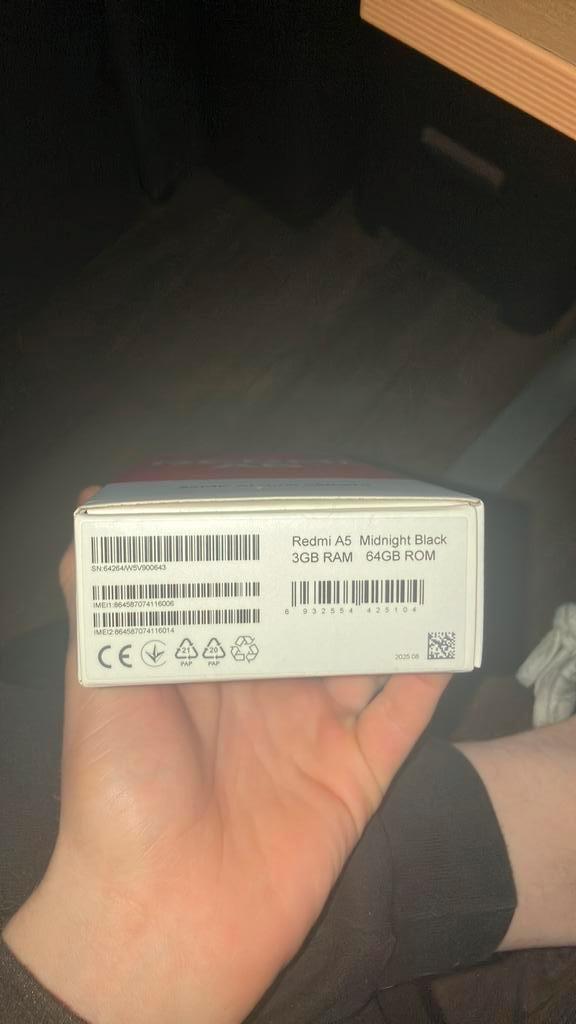 SN:64264/W5V900643
IMEI1:864587074116006
IMEI2:864587074116014
Redmi A5 Midnight Black
3GB RAM 64GB ROM
6 932554 425104
CE
21
PAP
20
PAP
2025.08